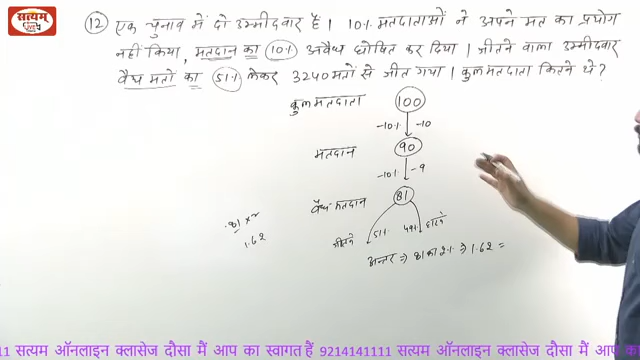 सत्यम्
(12) एक चुनाव में दो उम्मीदवार हैं। 10% मतदाताओं ने अपने मत का प्रयोग
नहीं किया, मतदान का 10% अवैध घोषित कर दिया। जीतने वाला उम्मीदवार
वैध मतों का 51% लेकर 3240 मतों से जीत गया। कुल मतदाता कितने थे?
कुल मतदाता 100
-10% -10
मतदान 90
-10% -9
वैध मतदान 81
जीतने 51% 49% हारने
.81 x 2
1.62
अन्तर ⇒ 81 का 2% ⇒ 1.62 =
11 सत्यम ऑनलाइन क्लासेज दौसा मैं आप का स्वागत हैं 9214141111 सत्यम ऑनलाइन क्लासेज दौसा मैं आप का